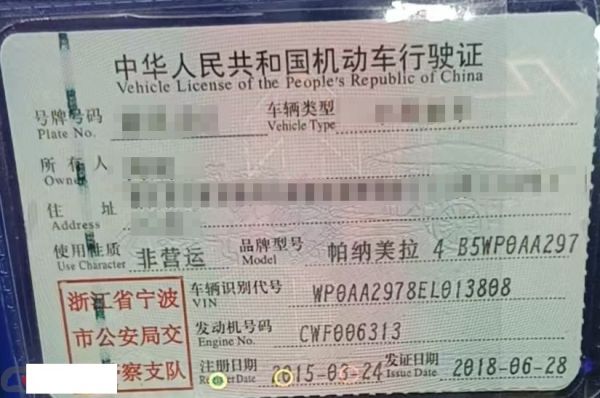 中华人民共和国机动车行驶证
Vehicle License of the People's Republic of China
号牌号码 车辆类型
Plate No. Vehicle Type
所有人
Owner
住址
Address
使用性质 非营运 品牌型号 帕纳美拉 4 B5WP0AA297
Use Character Model
浙江省宁波
市公安局交
察支队
车辆识别代号 WP0AA2978EL013808
VIN
发动机号码 CWF006313
Engine No.
注册日期 2015-03-24 发证日期 2018-06-28
Register Date Issue Date